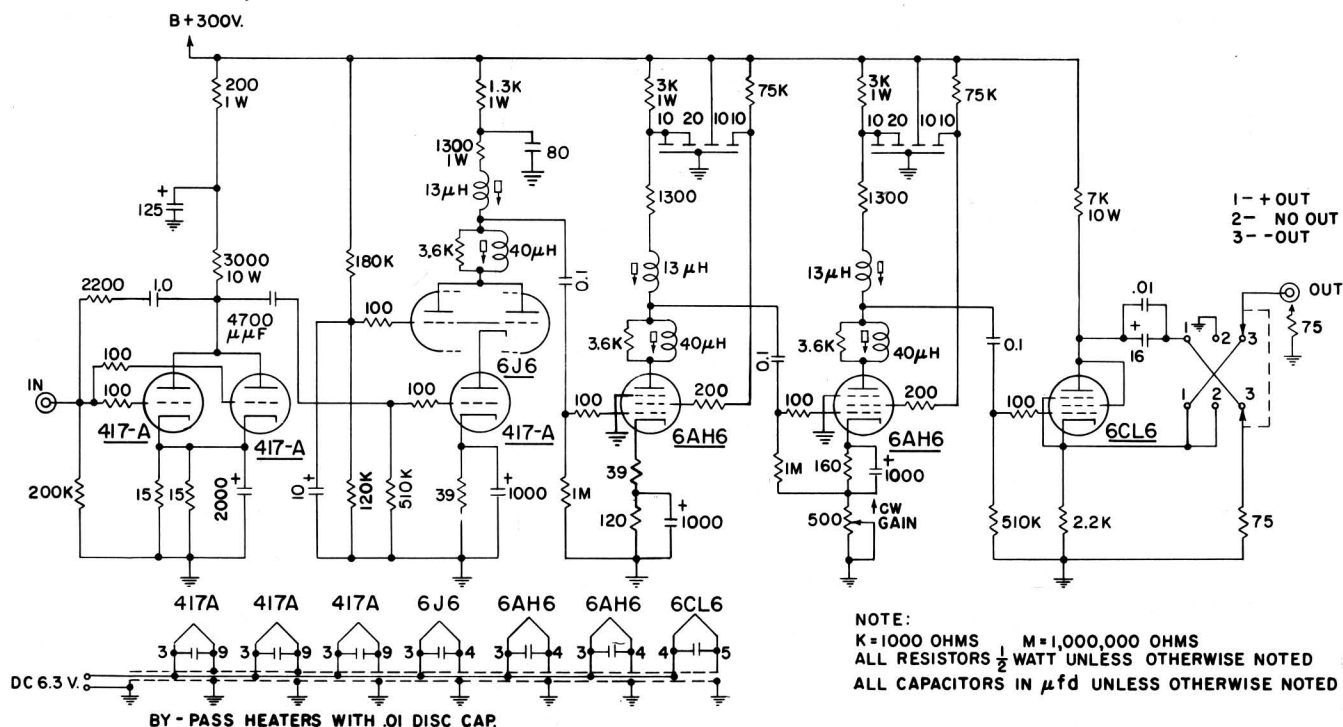 B+300V.
200
1W
1.3K
1W
3K
1W
75K
3K
1W
75K
10 20 10 10
10 20 10 10
1300
1W
80
13μH
+
125
1300
1300
7K
10W
1- + OUT
2- NO OUT
3- - OUT
3000
10W
180K
3.6K
40μH
0.1
13μH
13μH
OUT
2200
1.0
4700
μμF
100
.01
+
16
1
2
3
75
100
3.6K
40μH
0.1
3.6K
40μH
0.1
IN
100
6J6
100
100
200
100
200
100
1
2
3
417-A
417-A
417-A
6AH6
6AH6
6CL6
200K
15
15
2000
+
10
+
120K
510K
39
+
1000
1M
39
120
+
1000
1M
160
+
1000
500
CW
GAIN
510K
2.2K
75
417A 417A 417A 6J6 6AH6 6AH6 6CL6
3 9 3 9 3 9 3 4 3 4 3 4 4 5
DC 6.3 V.
BY-PASS HEATERS WITH .01 DISC CAP.
NOTE:
K=1000 OHMS M=1,000,000 OHMS
ALL RESISTORS 1/2 WATT UNLESS OTHERWISE NOTED
ALL CAPACITORS IN μfd UNLESS OTHERWISE NOTED